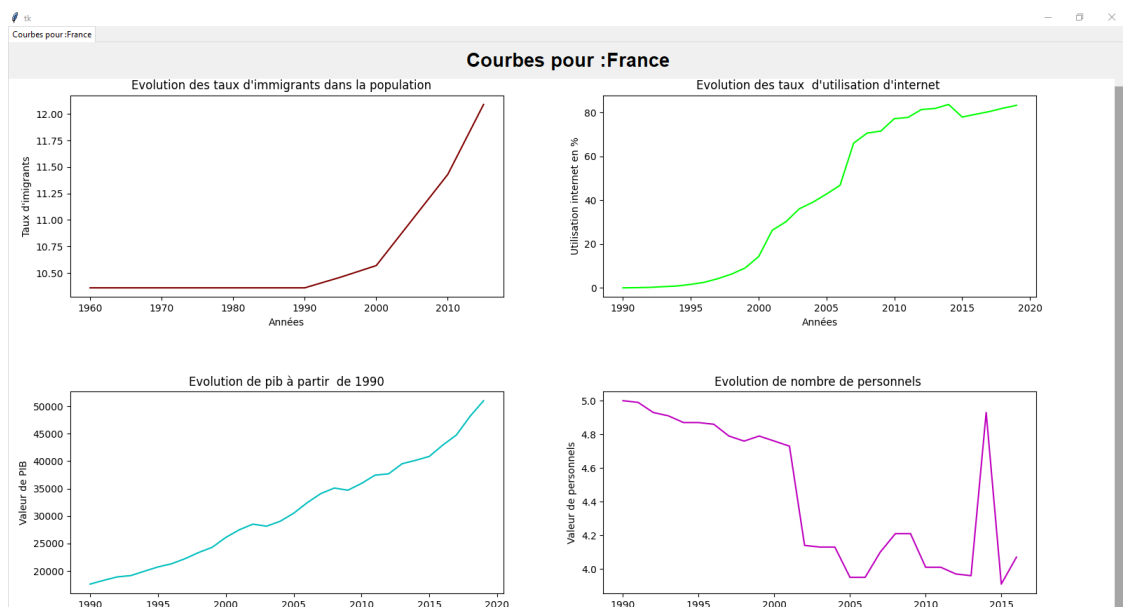 tk
Courbes pour :France
Courbes pour :France
Evolution des taux d'immigrants dans la population
12.00
11.75
11.50
11.25
11.00
10.75
10.50
Taux d'imigrants
1960 1970 1980 1990 2000 2010
Années
Evolution des taux  d'utilisation d'internet
80
60
40
20
0
Utilisation internet en %
1990 1995 2000 2005 2010 2015 2020
Années
Evolution de pib à partir  de 1990
50000
45000
40000
35000
30000
25000
20000
Valeur de PIB
1990 1995 2000 2005 2010 2015 2020
Evolution de nombre de personnels
5.0
4.8
4.6
4.4
4.2
4.0
Valeur de personnels
1990 1995 2000 2005 2010 2015